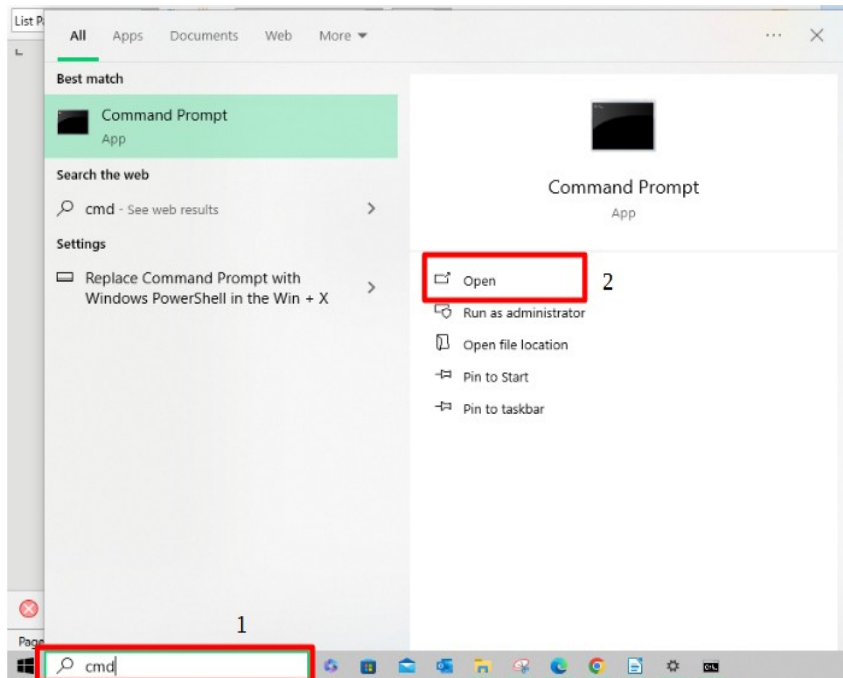 List Pa
All Apps Documents Web More
Best match
Command Prompt
App
Search the web
cmd - See web results
Settings
Replace Command Prompt with
Windows PowerShell in the Win + X
Command Prompt
App
Open 2
Run as administrator
Open file location
Pin to Start
Pin to taskbar
1
Page
cmd